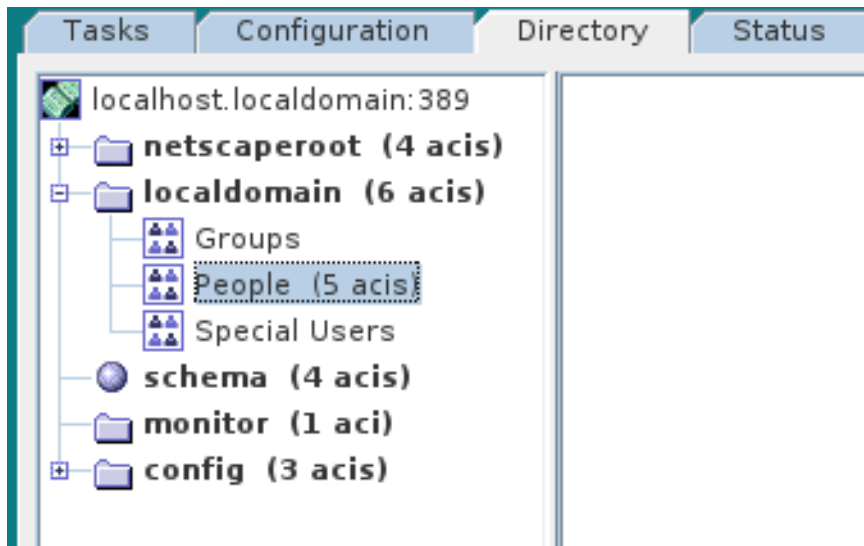 Tasks Configuration Directory Status
localhost.localdomain:389
netscaperoot (4 acis)
localdomain (6 acis)
Groups
People (5 acis)
Special Users
schema (4 acis)
monitor (1 aci)
config (3 acis)